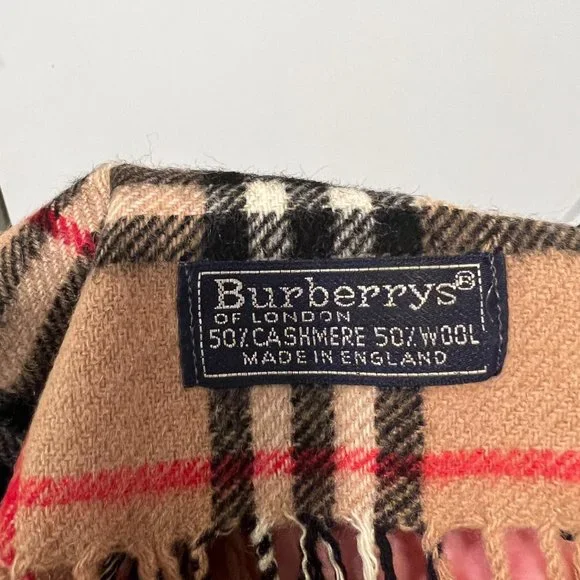 Burberrys®
OF LONDON
50% CASHMERE 50% WOOL
MADE IN ENGLAND